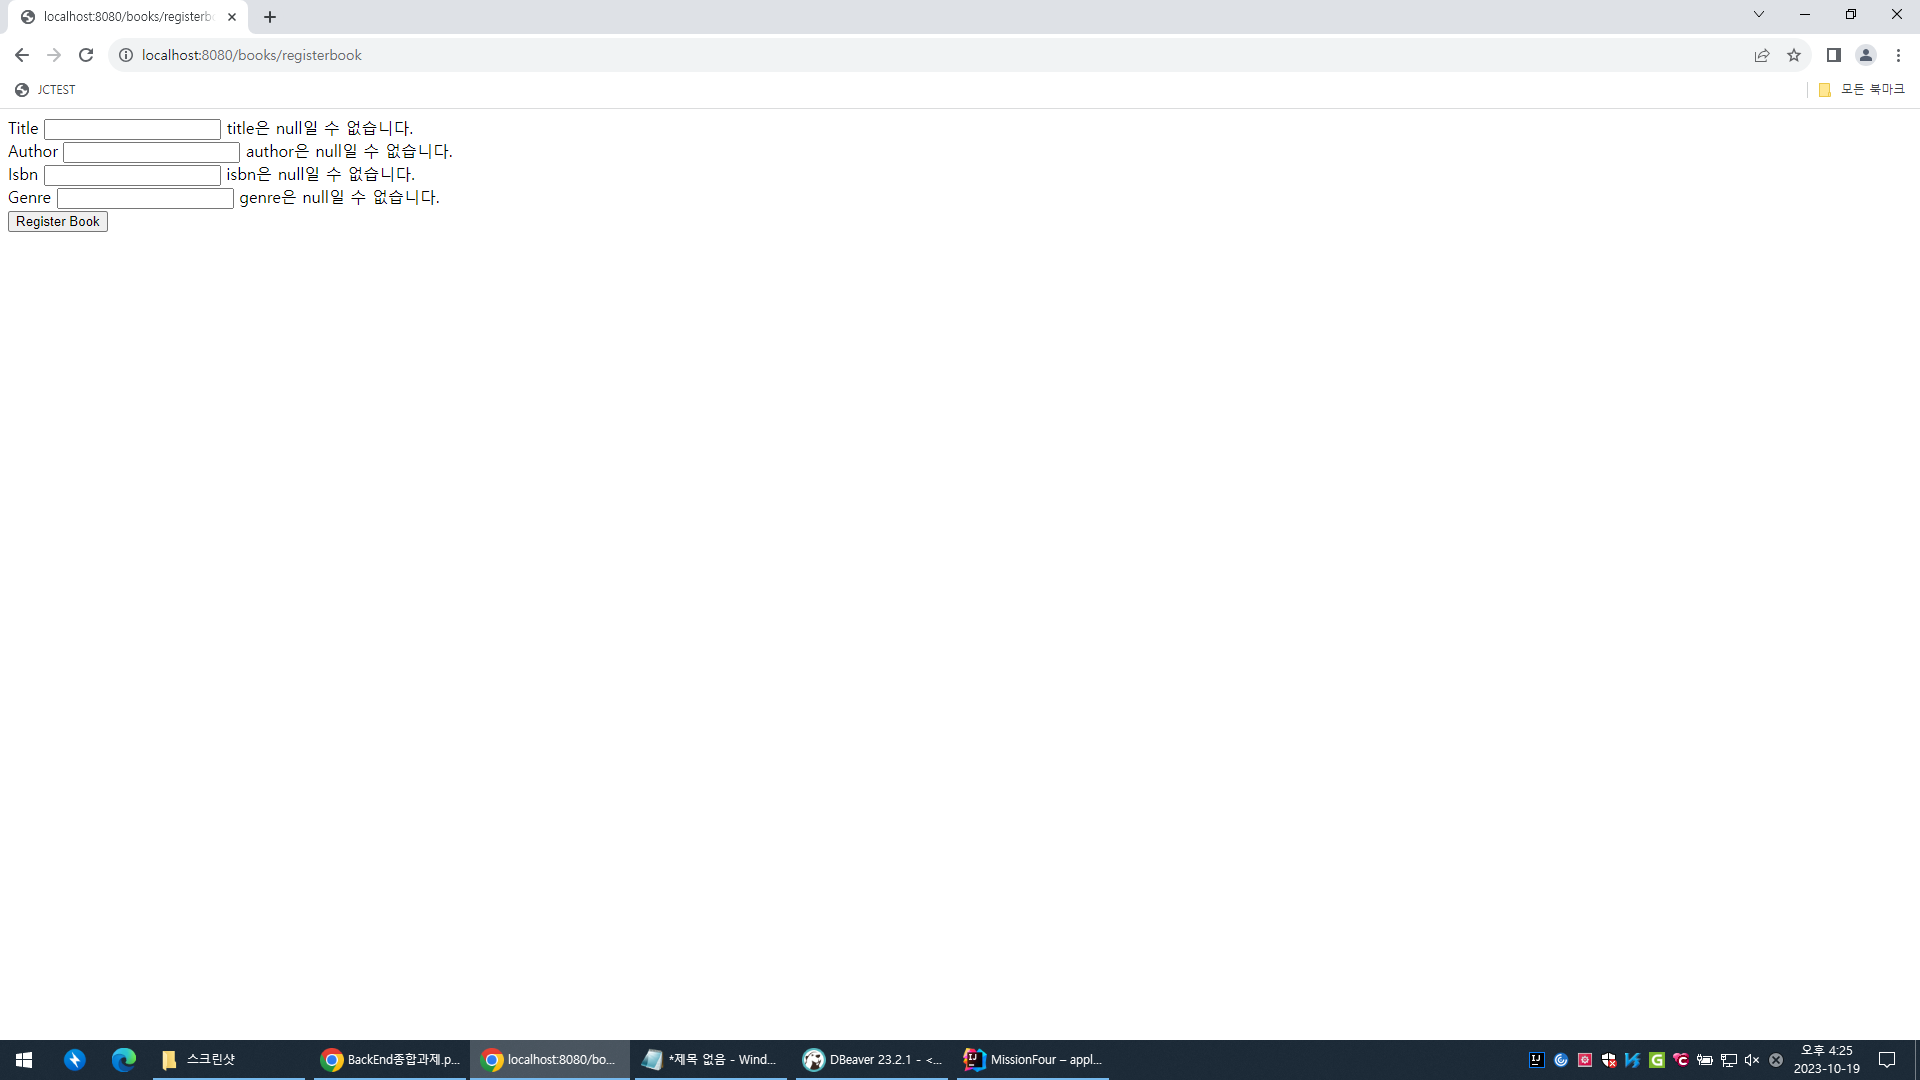 localhost:8080/books/registerb
localhost:8080/books/registerbook
JCTEST
모든 북마크
Title title은 null일 수 없습니다.
Author author은 null일 수 없습니다.
Isbn isbn은 null일 수 없습니다.
Genre genre은 null일 수 없습니다.
Register Book
스크린샷
BackEnd종합과제.p...
localhost:8080/bo...
*제목 없음 - Wind...
DBeaver 23.2.1 - <...
MissionFour – appl...
오후 4:25
2023-10-19